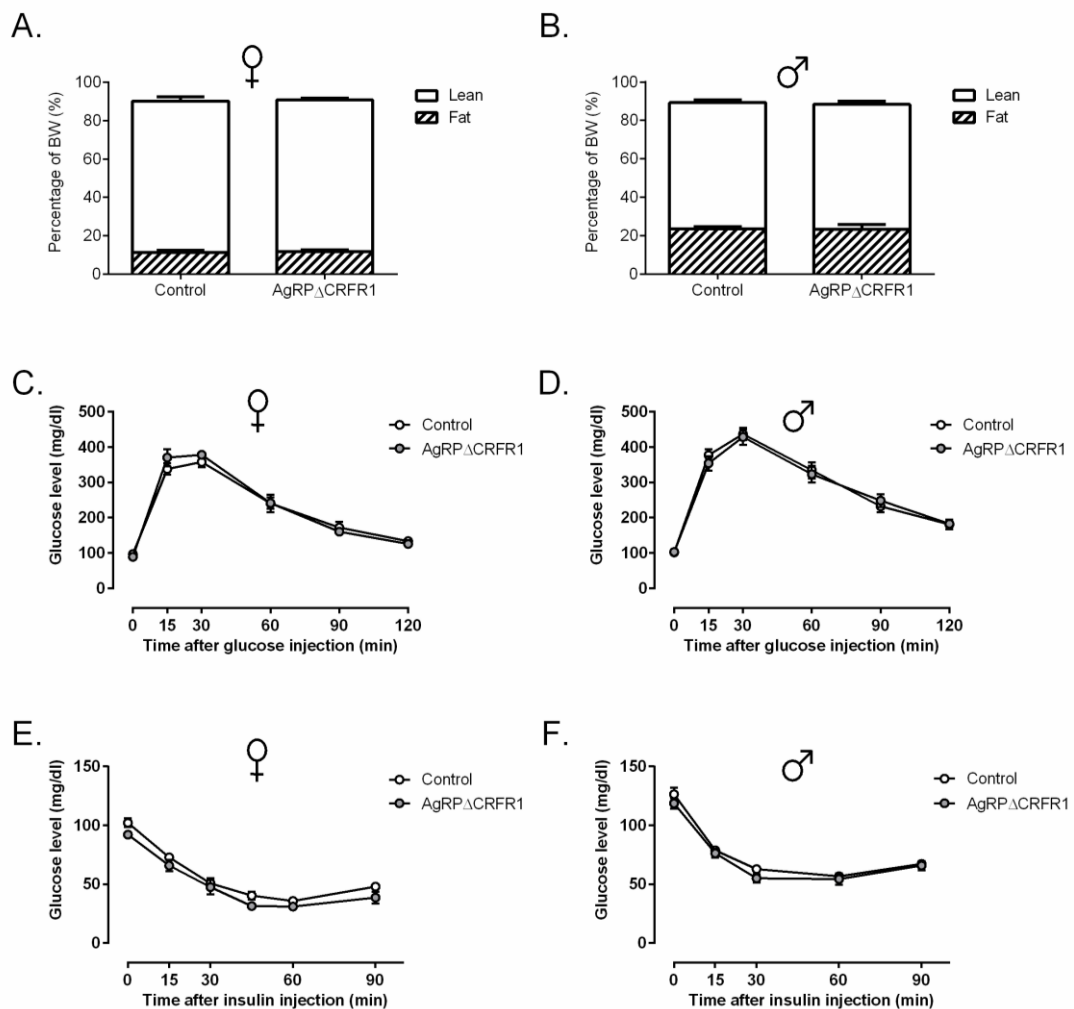 A.
♀
Percentage of BW (%)
100
80
60
40
20
0
Control
AgRPΔCRFR1
Lean
Fat
B.
♂
Percentage of BW (%)
100
80
60
40
20
0
Control
AgRPΔCRFR1
Lean
Fat
C.
♀
Glucose level (mg/dl)
500
400
300
200
100
0
0 15 30 60 90 120
Time after glucose injection (min)
Control
AgRPΔCRFR1
D.
♂
Glucose level (mg/dl)
500
400
300
200
100
0
0 15 30 60 90 120
Time after glucose injection (min)
Control
AgRPΔCRFR1
E.
♀
Glucose level (mg/dl)
150
100
50
0
0 15 30 45 60 90
Time after insulin injection (min)
Control
AgRPΔCRFR1
F.
♂
Glucose level (mg/dl)
150
100
50
0
0 15 30 60 90
Time after insulin injection (min)
Control
AgRPΔCRFR1